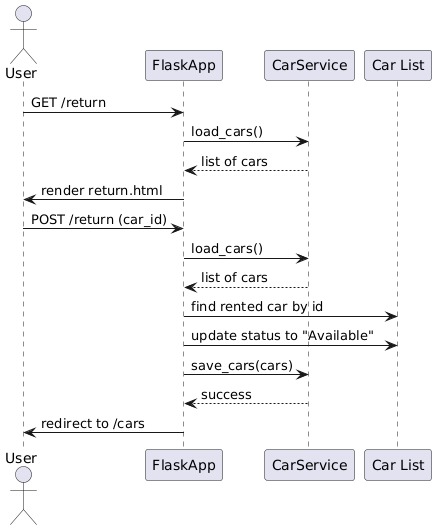 User
FlaskApp
CarService
Car List
GET /return
load_cars()
list of cars
render return.html
POST /return (car_id)
load_cars()
list of cars
find rented car by id
update status to "Available"
save_cars(cars)
success
redirect to /cars
User
FlaskApp
CarService
Car List